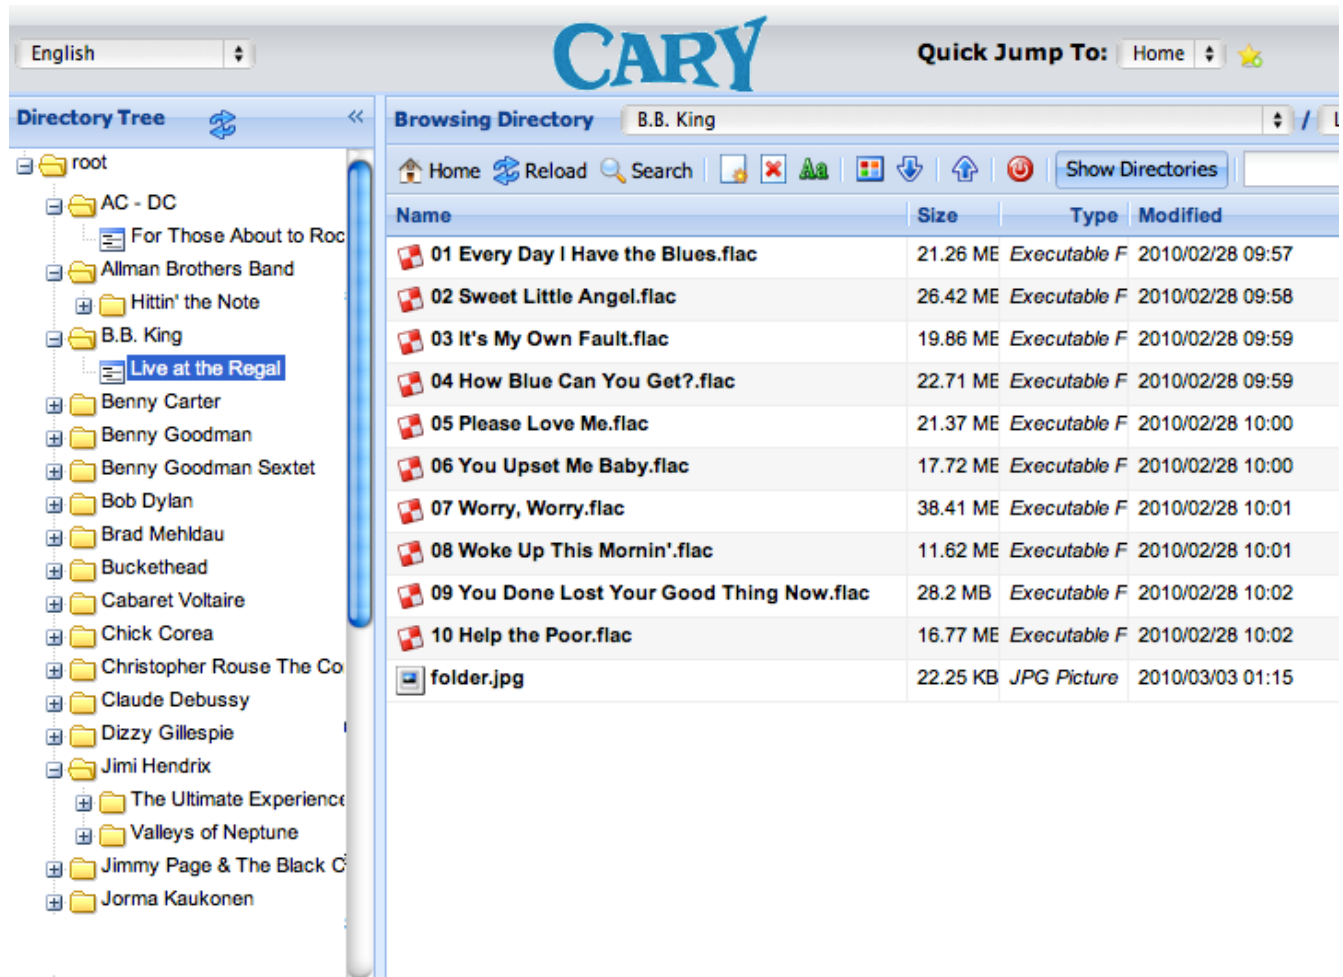 English
CARY
Quick Jump To: Home
Directory Tree
Browsing Directory B.B. King / L
Home Reload Search Aa Show Directories
Name Size Type Modified
root
AC - DC
For Those About to Roc
Allman Brothers Band
Hittin' the Note
B.B. King
Live at the Regal
Benny Carter
Benny Goodman
Benny Goodman Sextet
Bob Dylan
Brad Mehldau
Buckethead
Cabaret Voltaire
Chick Corea
Christopher Rouse The Co
Claude Debussy
Dizzy Gillespie
Jimi Hendrix
The Ultimate Experience
Valleys of Neptune
Jimmy Page & The Black C
Jorma Kaukonen
01 Every Day I Have the Blues.flac 21.26 ME Executable F 2010/02/28 09:57
02 Sweet Little Angel.flac 26.42 ME Executable F 2010/02/28 09:58
03 It's My Own Fault.flac 19.86 ME Executable F 2010/02/28 09:59
04 How Blue Can You Get?.flac 22.71 ME Executable F 2010/02/28 09:59
05 Please Love Me.flac 21.37 ME Executable F 2010/02/28 10:00
06 You Upset Me Baby.flac 17.72 ME Executable F 2010/02/28 10:00
07 Worry, Worry.flac 38.41 ME Executable F 2010/02/28 10:01
08 Woke Up This Mornin'.flac 11.62 ME Executable F 2010/02/28 10:01
09 You Done Lost Your Good Thing Now.flac 28.2 MB Executable F 2010/02/28 10:02
10 Help the Poor.flac 16.77 ME Executable F 2010/02/28 10:02
folder.jpg 22.25 KB JPG Picture 2010/03/03 01:15